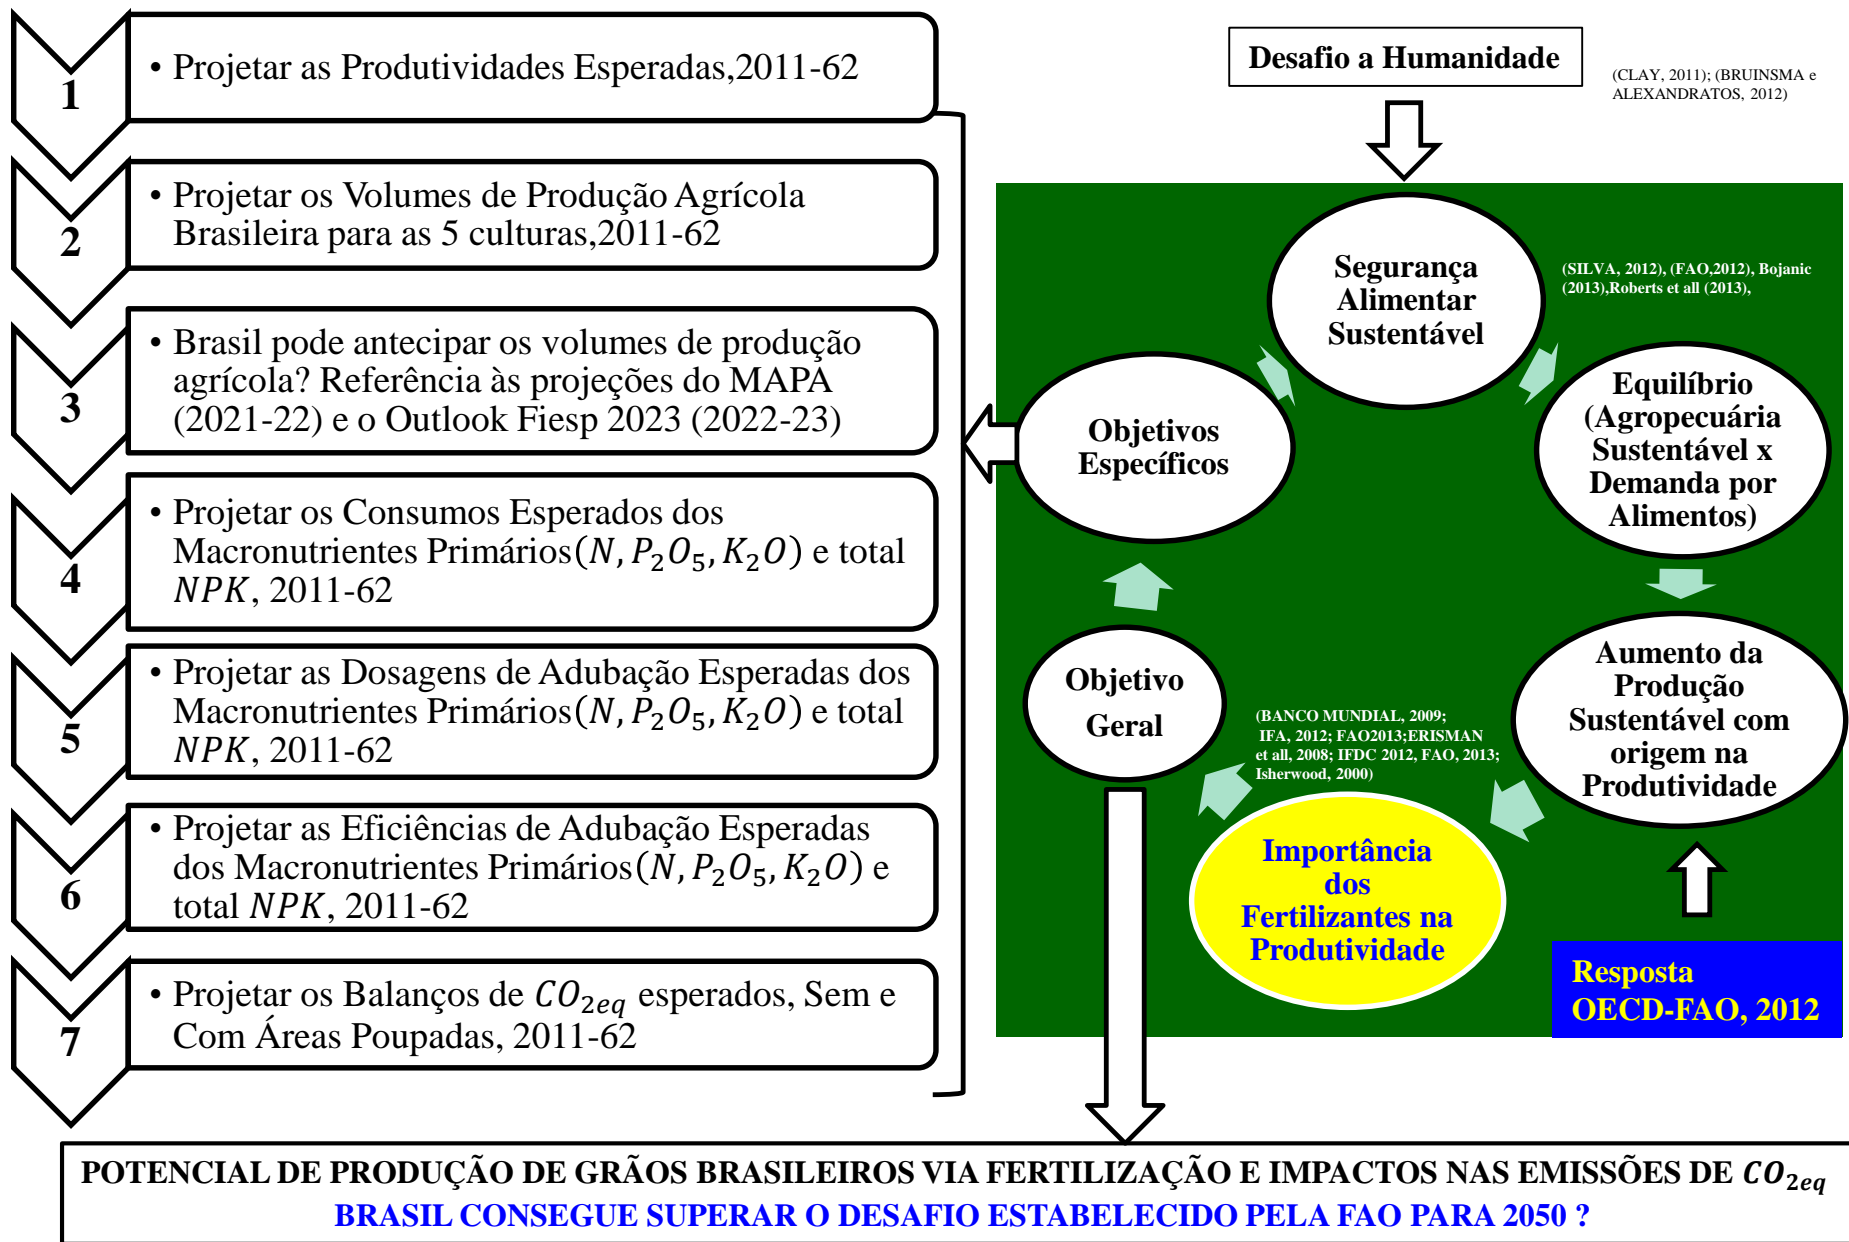 1
• Projetar as Produtividades Esperadas,2011-62
2
• Projetar os Volumes de Produção Agrícola
Brasileira para as 5 culturas,2011-62
3
• Brasil pode antecipar os volumes de produção
agrícola? Referência às projeções do MAPA
(2021-22) e o Outlook Fiesp 2023 (2022-23)
4
• Projetar os Consumos Esperados dos
Macronutrientes Primários(N, P₂O₅, K₂O) e total
NPK, 2011-62
5
• Projetar as Dosagens de Adubação Esperadas dos
Macronutrientes Primários(N, P₂O₅, K₂O) e total
NPK, 2011-62
6
• Projetar as Eficiências de Adubação Esperadas
dos Macronutrientes Primários(N, P₂O₅, K₂O) e
total NPK, 2011-62
7
• Projetar os Balanços de CO₂eq esperados, Sem e
Com Áreas Poupadas, 2011-62
Desafio a Humanidade
(CLAY, 2011); (BRUINSMA e
ALEXANDRATOS, 2012)
Segurança
Alimentar
Sustentável
(SILVA, 2012), (FAO,2012), Bojanic
(2013),Roberts et all (2013),
Equilíbrio
(Agropecuária
Sustentável x
Demanda por
Alimentos)
Aumento da
Produção
Sustentável com
origem na
Produtividade
Resposta
OECD-FAO, 2012
Importância
dos
Fertilizantes na
Produtividade
(BANCO MUNDIAL, 2009;
IFA, 2012; FAO2013;ERISMAN
et all, 2008; IFDC 2012, FAO, 2013;
Isherwood, 2000)
Objetivo
Geral
Objetivos
Específicos
POTENCIAL DE PRODUÇÃO DE GRÃOS BRASILEIROS VIA FERTILIZAÇÃO E IMPACTOS NAS EMISSÕES DE CO₂eq
BRASIL CONSEGUE SUPERAR O DESAFIO ESTABELECIDO PELA FAO PARA 2050 ?